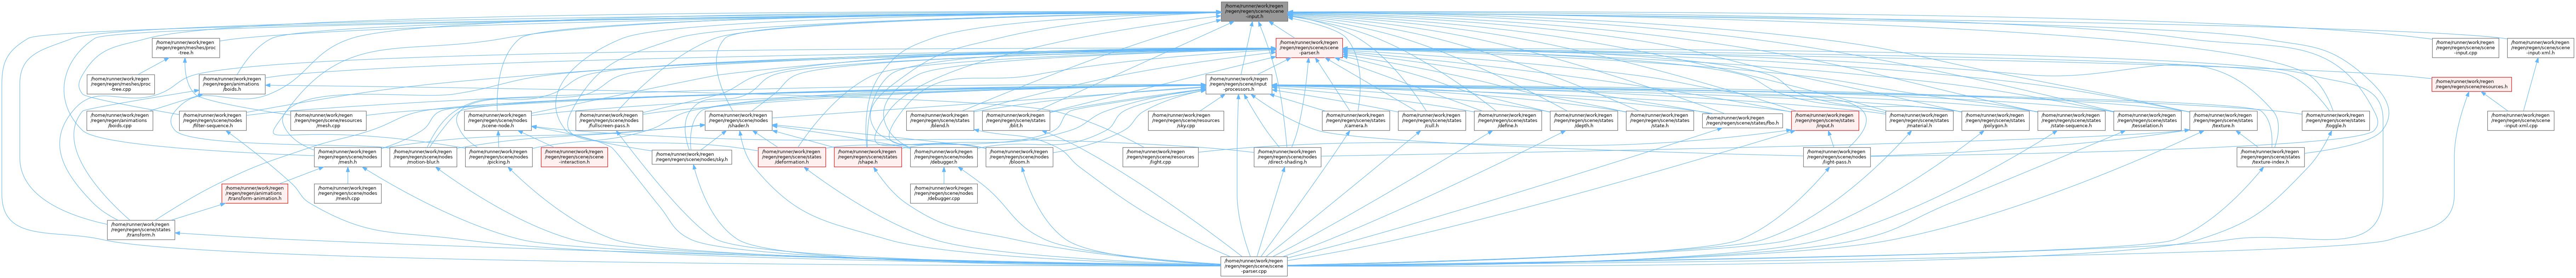 /home/runner/work/regen
/regen/regen/scene/scene
-input.h
/home/runner/work/regen
/regen/regen/meshes/proc
-tree.h
/home/runner/work/regen
/regen/regen/scene/scene
-parser.h
/home/runner/work/regen
/regen/regen/scene/scene
-input.cpp
/home/runner/work/regen
/regen/regen/scene/scene
-input-xml.h
/home/runner/work/regen
/regen/regen/meshes/proc
-tree.cpp
/home/runner/work/regen
/regen/regen/animations
/boids.h
/home/runner/work/regen
/regen/regen/scene/input
-processors.h
/home/runner/work/regen
/regen/regen/scene/resources.h
/home/runner/work/regen
/regen/regen/animations
/boids.cpp
/home/runner/work/regen
/regen/regen/scene/nodes
/filter-sequence.h
/home/runner/work/regen
/regen/regen/scene/resources
/mesh.cpp
/home/runner/work/regen
/regen/regen/scene/nodes
/scene-node.h
/home/runner/work/regen
/regen/regen/scene/nodes
/fullscreen-pass.h
/home/runner/work/regen
/regen/regen/scene/nodes
/shader.h
/home/runner/work/regen
/regen/regen/scene/states
/blend.h
/home/runner/work/regen
/regen/regen/scene/states
/blit.h
/home/runner/work/regen
/regen/regen/scene/resources
/sky.cpp
/home/runner/work/regen
/regen/regen/scene/states
/camera.h
/home/runner/work/regen
/regen/regen/scene/states
/cull.h
/home/runner/work/regen
/regen/regen/scene/states
/define.h
/home/runner/work/regen
/regen/regen/scene/states
/depth.h
/home/runner/work/regen
/regen/regen/scene/states
/state.h
/home/runner/work/regen
/regen/regen/scene/states/fbo.h
/home/runner/work/regen
/regen/regen/scene/states
/input.h
/home/runner/work/regen
/regen/regen/scene/states
/material.h
/home/runner/work/regen
/regen/regen/scene/states
/polygon.h
/home/runner/work/regen
/regen/regen/scene/states
/state-sequence.h
/home/runner/work/regen
/regen/regen/scene/states
/tesselation.h
/home/runner/work/regen
/regen/regen/scene/states
/texture.h
/home/runner/work/regen
/regen/regen/scene/states
/toggle.h
/home/runner/work/regen
/regen/regen/scene/scene
-input-xml.cpp
/home/runner/work/regen
/regen/regen/scene/nodes
/mesh.h
/home/runner/work/regen
/regen/regen/scene/nodes
/motion-blur.h
/home/runner/work/regen
/regen/regen/scene/nodes
/picking.h
/home/runner/work/regen
/regen/regen/scene/scene
-interaction.h
/home/runner/work/regen
/regen/regen/scene/nodes/sky.h
/home/runner/work/regen
/regen/regen/scene/states
/deformation.h
/home/runner/work/regen
/regen/regen/scene/states
/shape.h
/home/runner/work/regen
/regen/regen/scene/nodes
/debugger.h
/home/runner/work/regen
/regen/regen/scene/nodes
/bloom.h
/home/runner/work/regen
/regen/regen/scene/resources
/light.cpp
/home/runner/work/regen
/regen/regen/scene/nodes
/direct-shading.h
/home/runner/work/regen
/regen/regen/scene/nodes
/light-pass.h
/home/runner/work/regen
/regen/regen/scene/states
/texture-index.h
/home/runner/work/regen
/regen/regen/animations
/transform-animation.h
/home/runner/work/regen
/regen/regen/scene/nodes
/mesh.cpp
/home/runner/work/regen
/regen/regen/scene/nodes
/debugger.cpp
/home/runner/work/regen
/regen/regen/scene/states
/transform.h
/home/runner/work/regen
/regen/regen/scene/scene
-parser.cpp